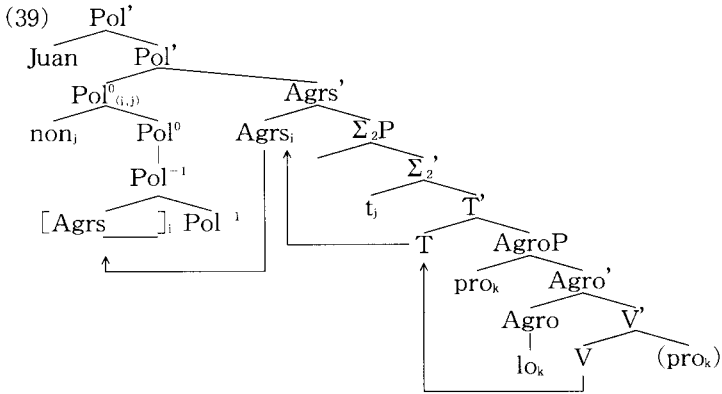 (39) Pol'
Juan Pol'
Pol⁰₍ᵢ,ⱼ₎ Agrs'
nonⱼ Pol⁰ Agrsᵢ Σ₂P
Pol⁻¹ Σ₂'
[Agrs ]ᵢ Pol⁻¹ tⱼ T'
T AgroP
proₖ Agro'
Agro V'
loₖ V (proₖ)